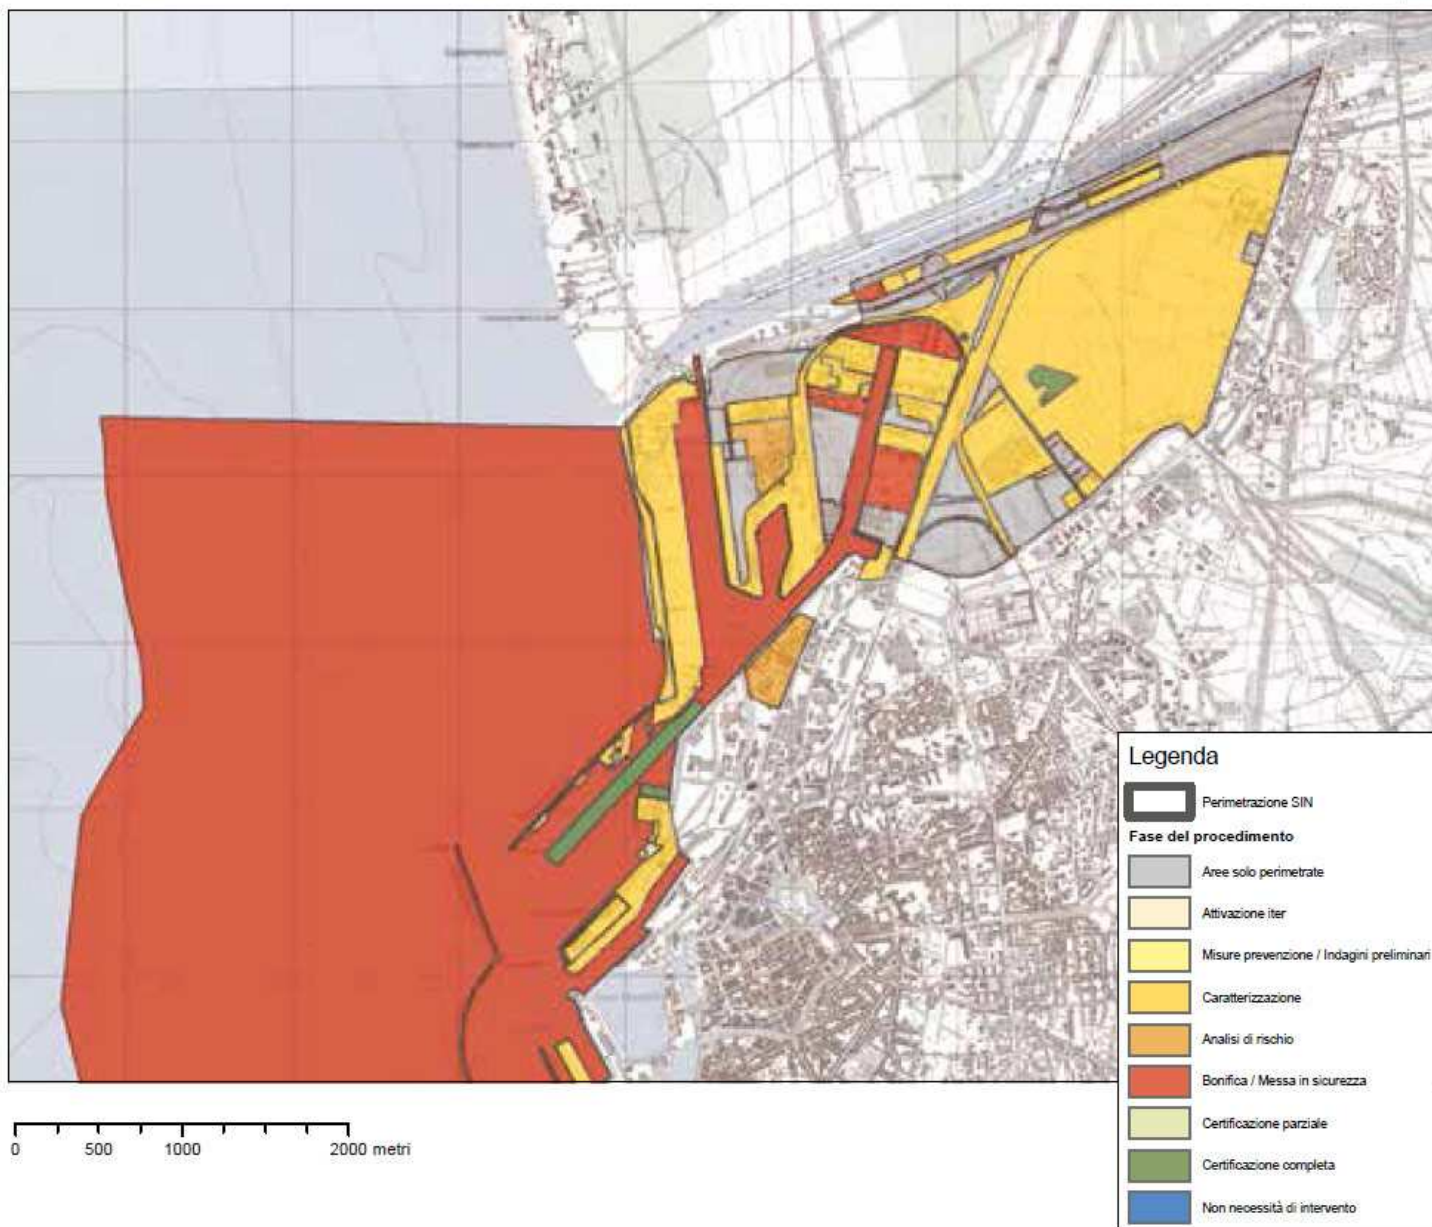 Legenda
Perimetrazione SIN
Fase del procedimento
Aree solo perimetrate
Attivazione iter
Misure prevenzione / Indagini preliminari
Caratterizzazione
Analisi di rischio
Bonifica / Messa in sicurezza
Certificazione parziale
Certificazione completa
Non necessità di intervento
0 500 1000 2000 metri